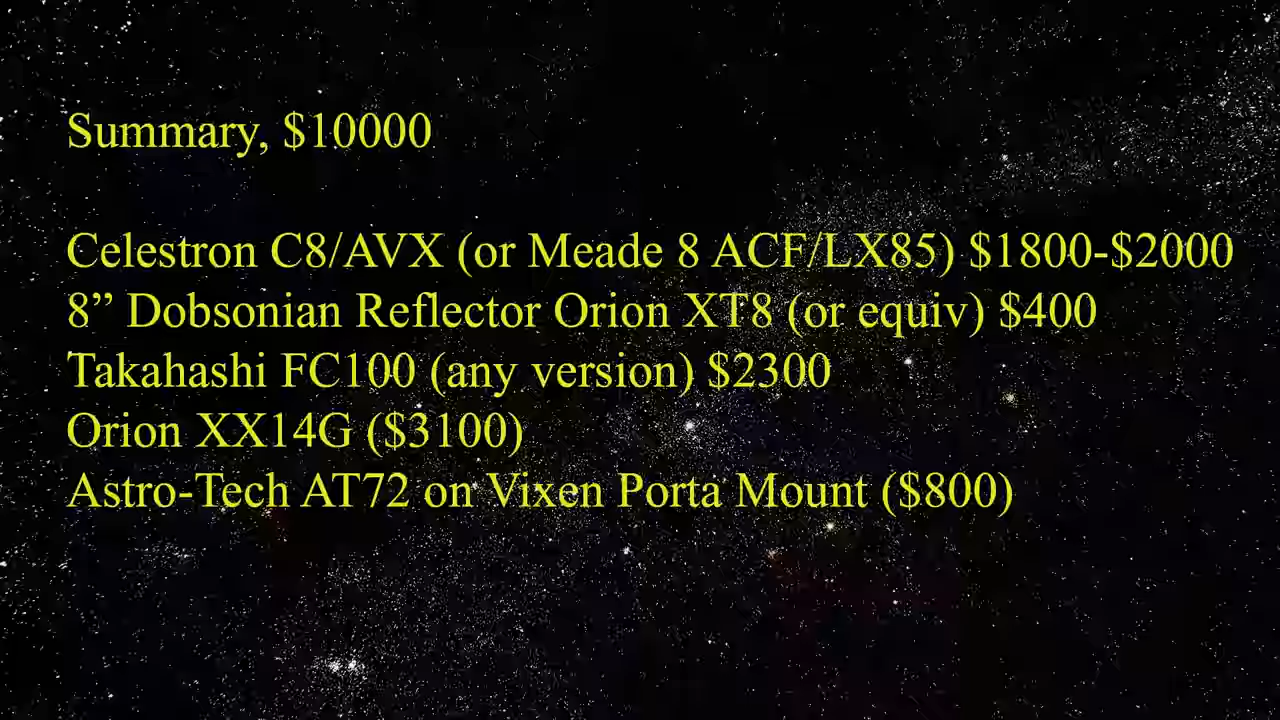 Summary, $10000
Celestron C8/AVX (or Meade 8 ACF/LX85) $1800-$2000
8” Dobsonian Reflector Orion XT8 (or equiv) $400
Takahashi FC100 (any version) $2300
Orion XX14G ($3100)
Astro-Tech AT72 on Vixen Porta Mount ($800)